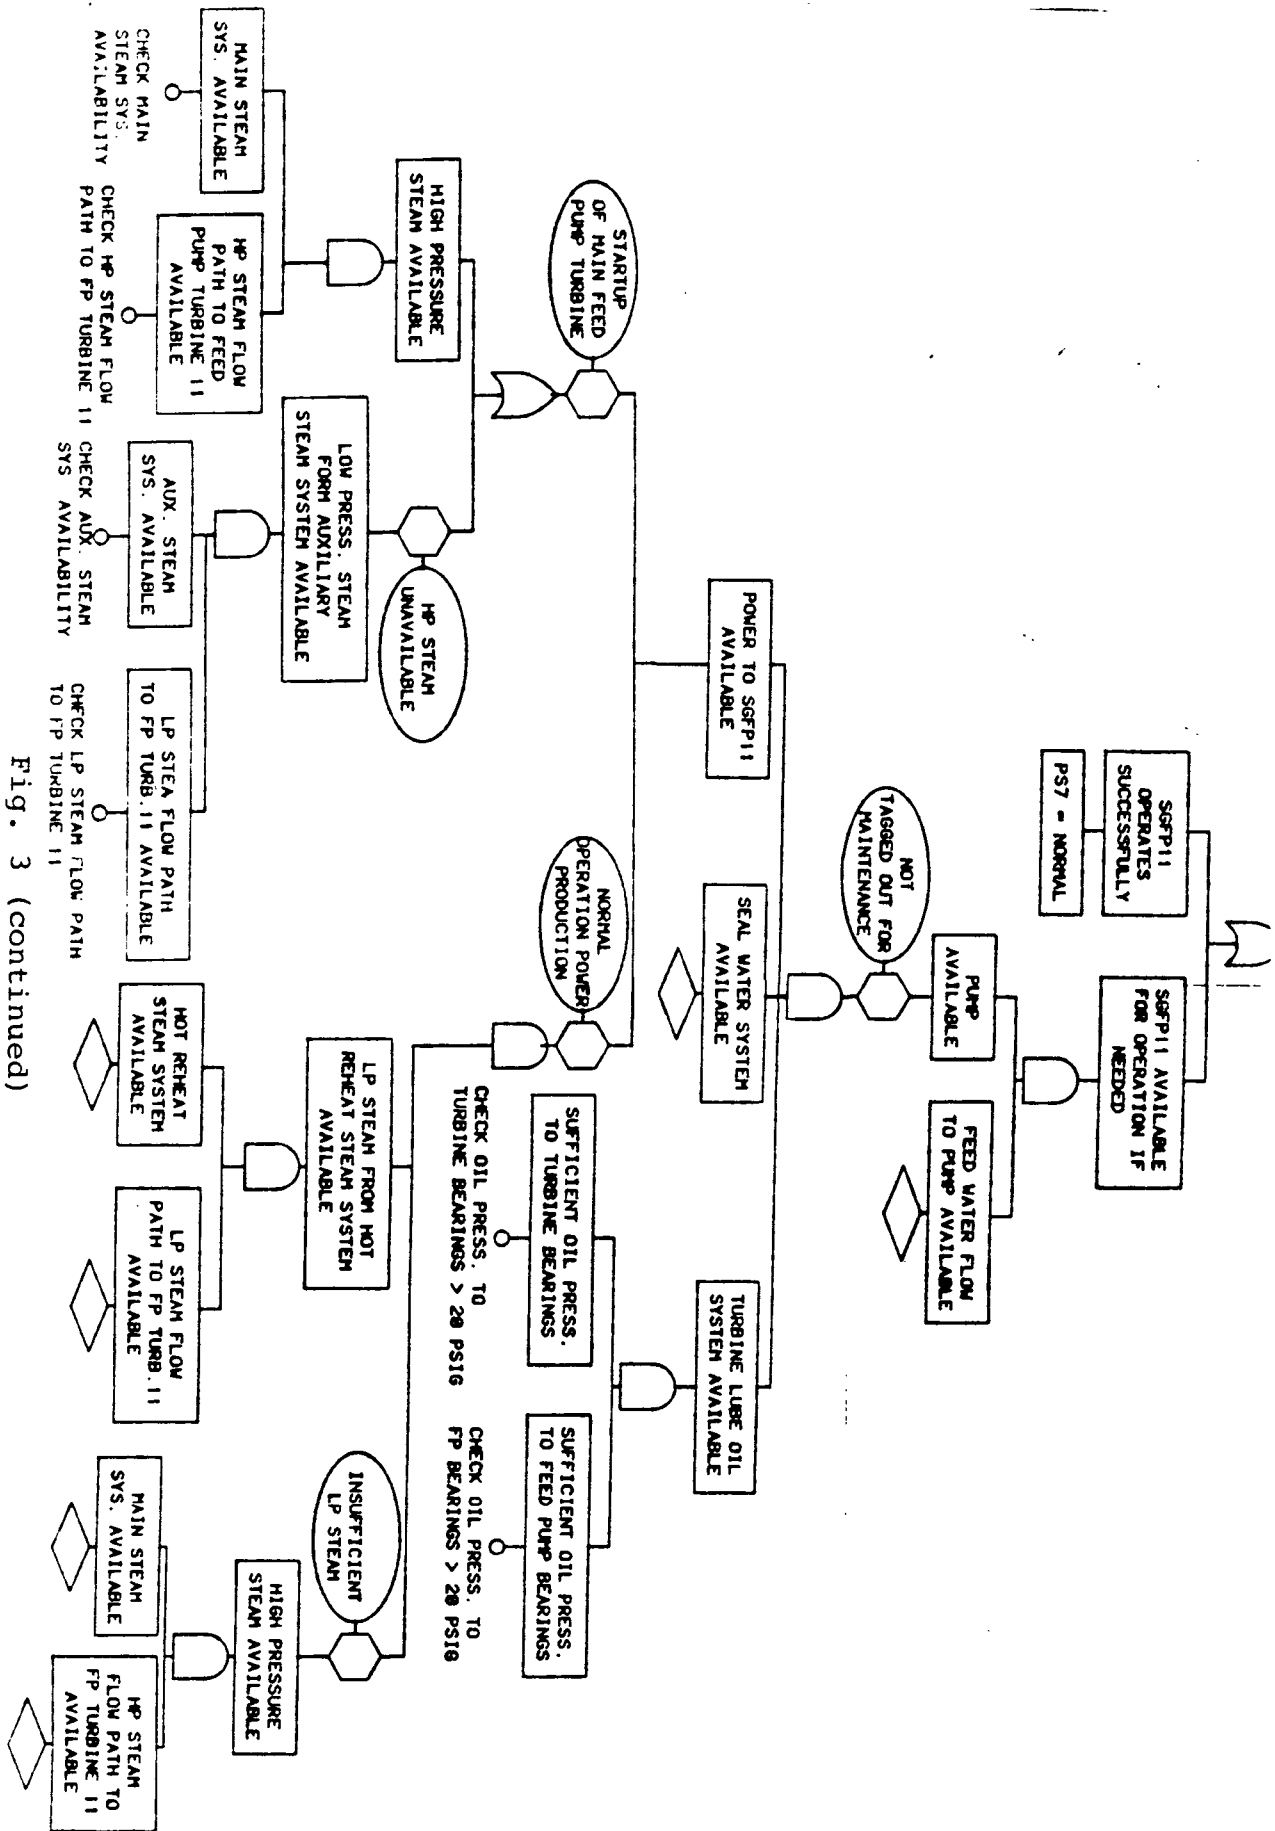 SGFP11
OPERATES
SUCCESSFULLY
PS7 = NORMAL
SGFP11 AVAILABLE
FOR OPERATION IF
NEEDED
PUMP
AVAILABLE
FEED WATER FLOW
TO PUMP AVAILABLE
NOT
TAGGED OUT FOR
MAINTENANCE
POWER TO SGFP11
AVAILABLE
SEAL WATER SYSTEM
AVAILABLE
TURBINE LUBE OIL
SYSTEM AVAILABLE
SUFFICIENT OIL PRESS.
TO TURBINE BEARINGS
SUFFICIENT OIL PRESS.
TO FEED PUMP BEARINGS
CHECK OIL PRESS. TO
TURBINE BEARINGS > 20 PSIG
CHECK OIL PRESS. TO
FP BEARINGS > 20 PSIG
STARTUP
OF MAIN FEED
PUMP TURBINE
NORMAL
OPERATION POWER
PRODUCTION
HIGH PRESSURE
STEAM AVAILABLE
HP STEAM
UNAVAILABLE
LOW PRESS. STEAM
FORM AUXILIARY
STEAM SYSTEM AVAILABLE
LP STEAM FROM HOT
REHEAT STEAM SYSTEM
AVAILABLE
INSUFFICIENT
LP STEAM
HIGH PRESSURE
STEAM AVAILABLE
MAIN STEAM
SYS. AVAILABLE
HP STEAM FLOW
PATH TO FEED
PUMP TURBINE 11
AVAILABLE
AUX. STEAM
SYS. AVAILABLE
LP STEA FLOW PATH
TO FP TURB.11 AVAILABLE
HOT REHEAT
STEAM SYSTEM
AVAILABLE
LP STEAM FLOW
PATH TO FP TURB.11
AVAILABLE
MAIN STEAM
SYS. AVAILABLE
HP STEAM
FLOW PATH TO
FP TURBINE 11
AVAILABLE
CHECK MAIN
STEAM SYS.
AVAILABILITY
CHECK HP STEAM FLOW
PATH TO FP TURBINE 11
CHECK AUX. STEAM
SYS AVAILABILITY
CHECK LP STEAM FLOW PATH
TO FP TURBINE 11
Fig. 3 (continued)